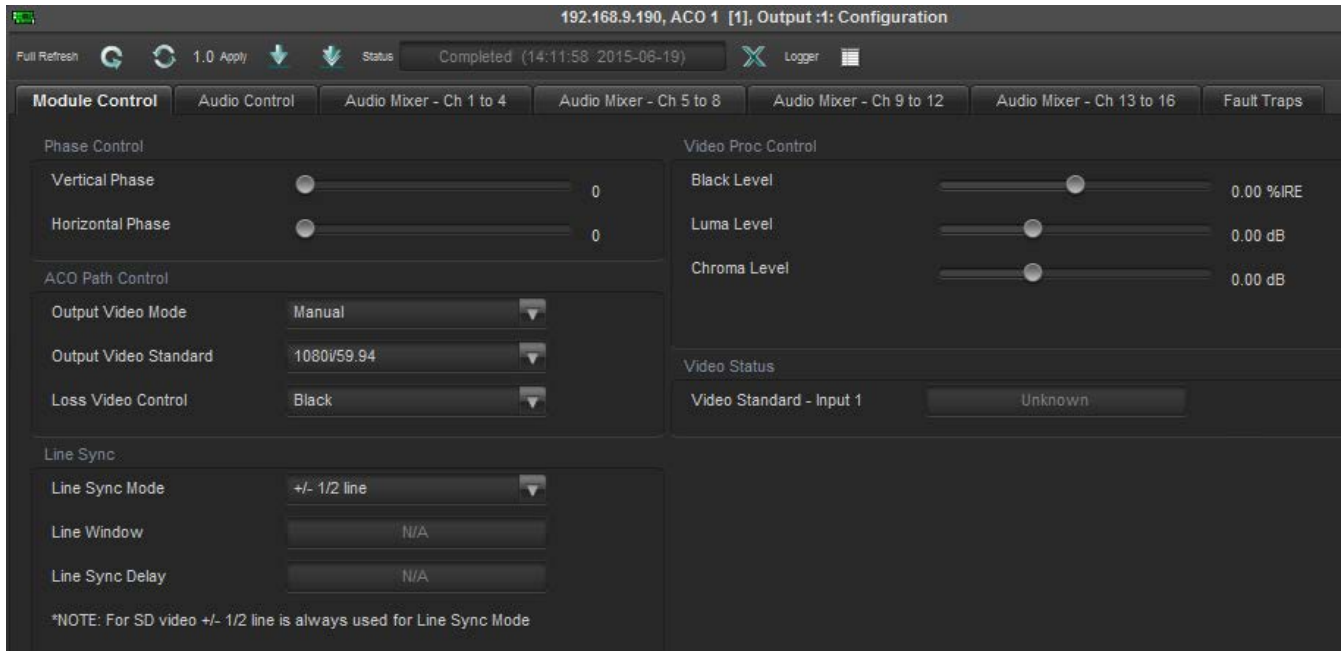 192.168.9.190, ACO 1 [1], Output :1: Configuration
Full Refresh 1.0 Apply Status Completed (14:11:58 2015-06-19) Logger
Module Control Audio Control Audio Mixer - Ch 1 to 4 Audio Mixer - Ch 5 to 8 Audio Mixer - Ch 9 to 12 Audio Mixer - Ch 13 to 16 Fault Traps
Phase Control
Vertical Phase 0
Horizontal Phase 0
ACO Path Control
Output Video Mode Manual
Output Video Standard 1080i/59.94
Loss Video Control Black
Line Sync
Line Sync Mode +/- 1/2 line
Line Window N/A
Line Sync Delay N/A
*NOTE: For SD video +/- 1/2 line is always used for Line Sync Mode
Video Proc Control
Black Level 0.00 %IRE
Luma Level 0.00 dB
Chroma Level 0.00 dB
Video Status
Video Standard - Input 1 Unknown